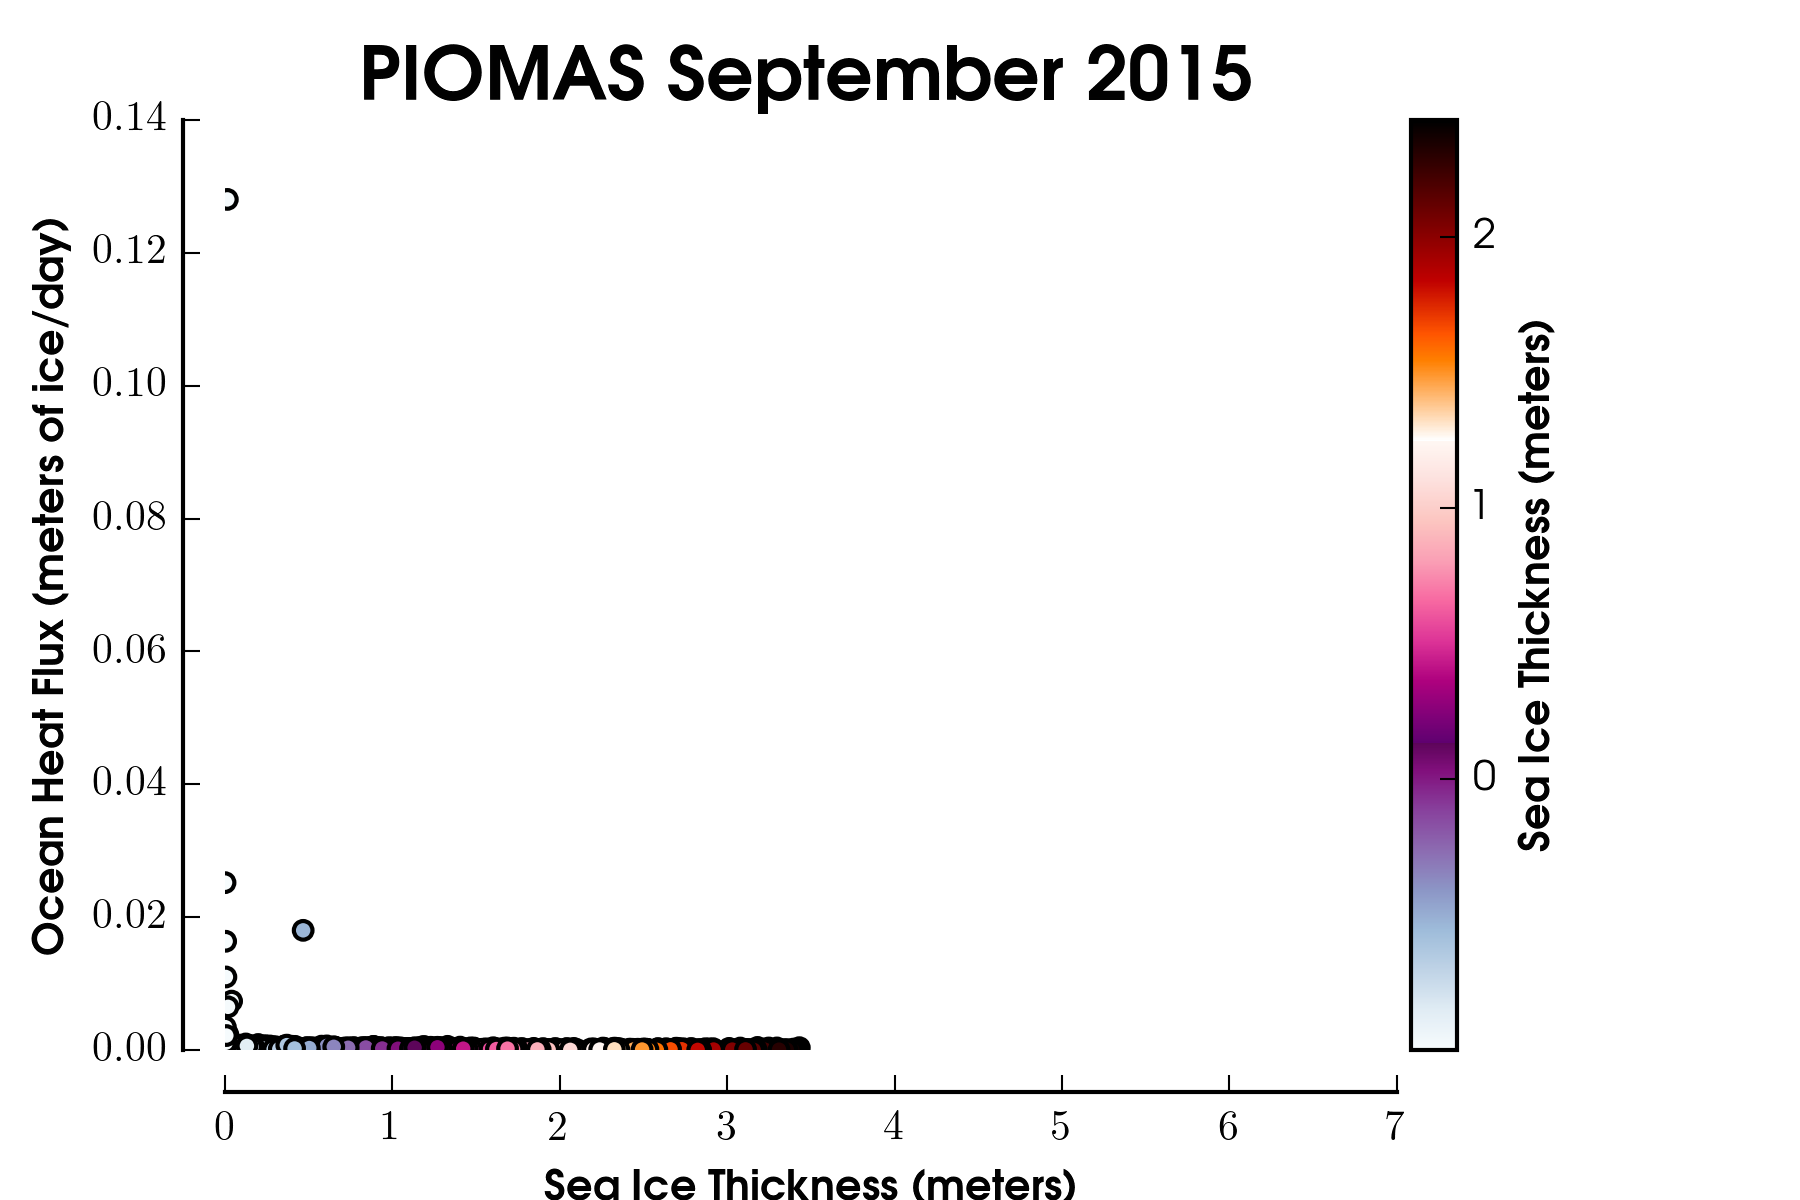 PIOMAS September 2015
0.14
0.12
0.10
0.08
0.06
0.04
0.02
0.00
Ocean Heat Flux (meters of ice/day)
0 1 2 3 4 5 6 7
Sea Ice Thickness (meters)
2
1
0
Sea Ice Thickness (meters)